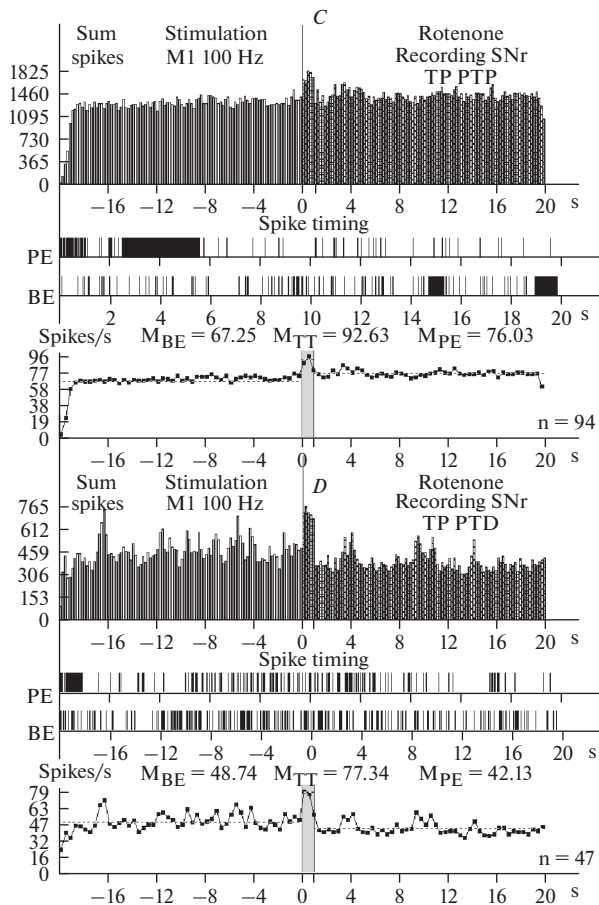 C
Sum spikes
Stimulation M1 100 Hz
Rotenone
Recording SNr
TP PTP
1825
1460
1095
730
365
0
−16 −12 −8 −4 0 4 8 12 16 20 s
Spike timing
PE
BE
2 4 6 8 10 12 14 16 18 20 s
Spikes/s M_BE = 67.25 M_TT = 92.63 M_PE = 76.03
96
77
58
38
19
0
n = 94
−16 −12 −8 −4 0 4 8 12 16 20 s
D
Sum spikes
Stimulation M1 100 Hz
Rotenone
Recording SNr
TP PTD
765
612
459
306
153
0
−16 −12 −8 −4 0 4 8 12 16 20 s
Spike timing
PE
BE
−16 −12 −8 −4 0 4 8 12 16 20 s
Spikes/s M_BE = 48.74 M_TT = 77.34 M_PE = 42.13
79
63
47
32
16
0
n = 47
−16 −12 −8 −4 0 4 8 12 16 20 s